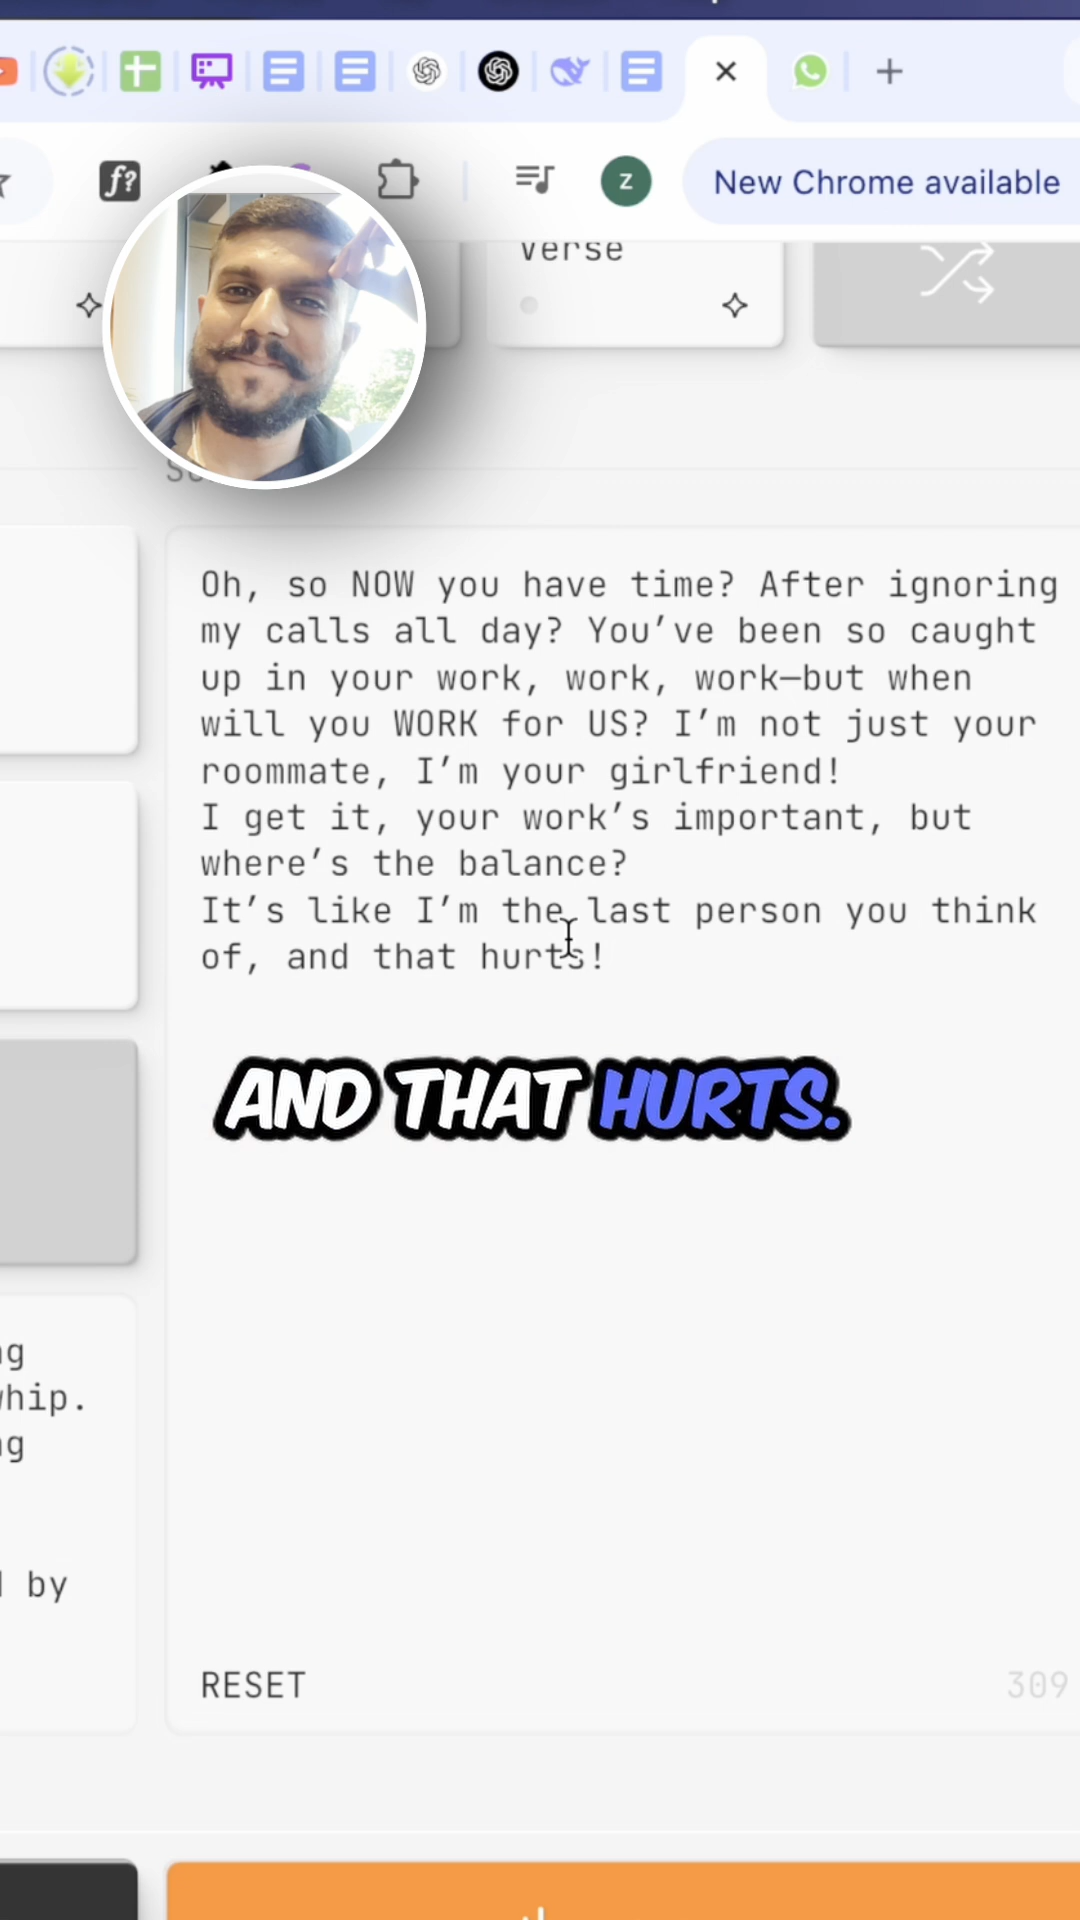 f?
z
New Chrome available
Verse
Oh, so NOW you have time? After ignoring
my calls all day? You’ve been so caught
up in your work, work, work—but when
will you WORK for US? I’m not just your
roommate, I’m your girlfriend!
I get it, your work’s important, but
where’s the balance?
It’s like I’m the last person you think
of, and that hurts!
AND THAT HURTS.
whip.
by
RESET
309